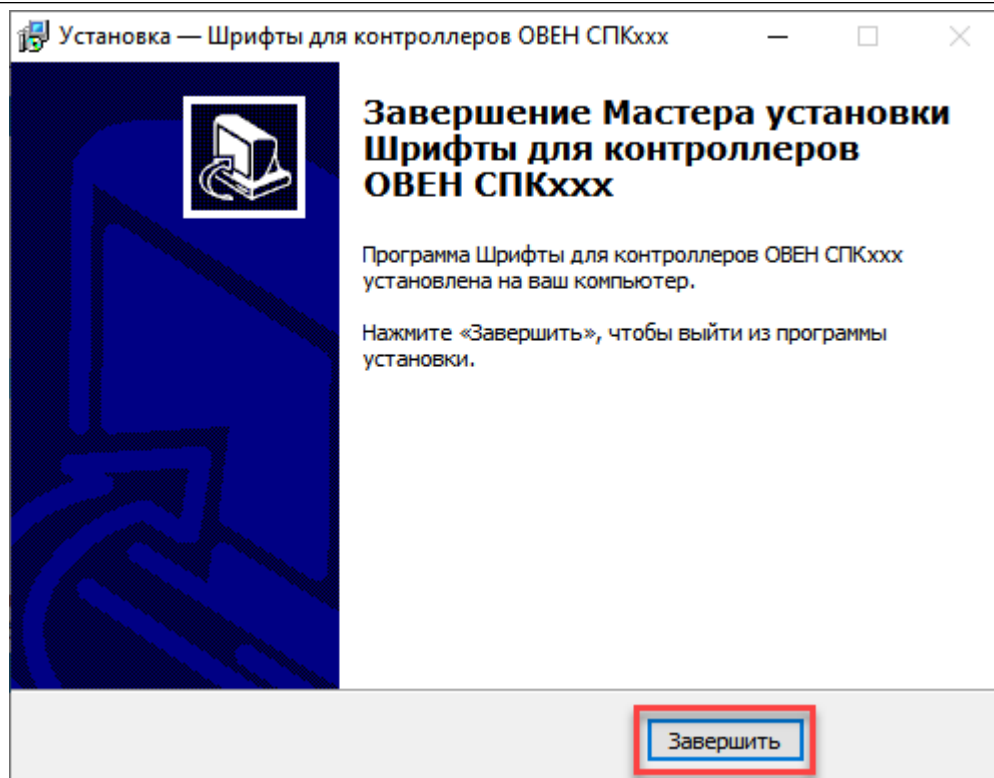 Установка — Шрифты для контроллеров ОВЕН СПКxxx
Завершение Мастера установки
Шрифты для контроллеров
ОВЕН СПКxxx
Программа Шрифты для контроллеров ОВЕН СПКxxx
установлена на ваш компьютер.
Нажмите «Завершить», чтобы выйти из программы
установки.
Завершить